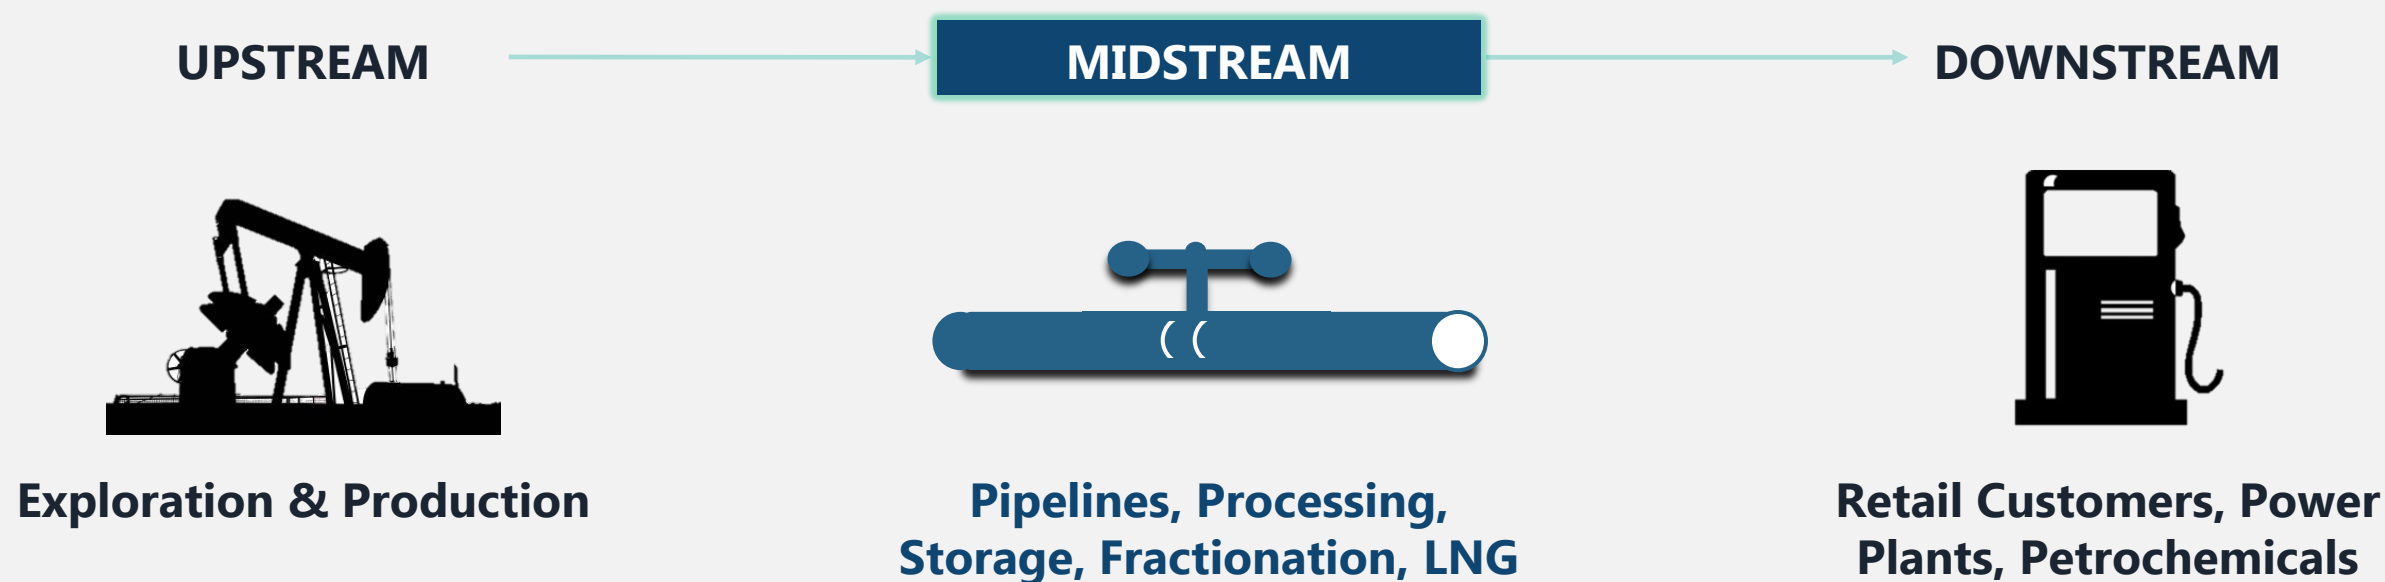 UPSTREAM
MIDSTREAM
DOWNSTREAM
Exploration & Production
Pipelines, Processing,
Storage, Fractionation, LNG
Retail Customers, Power
Plants, Petrochemicals